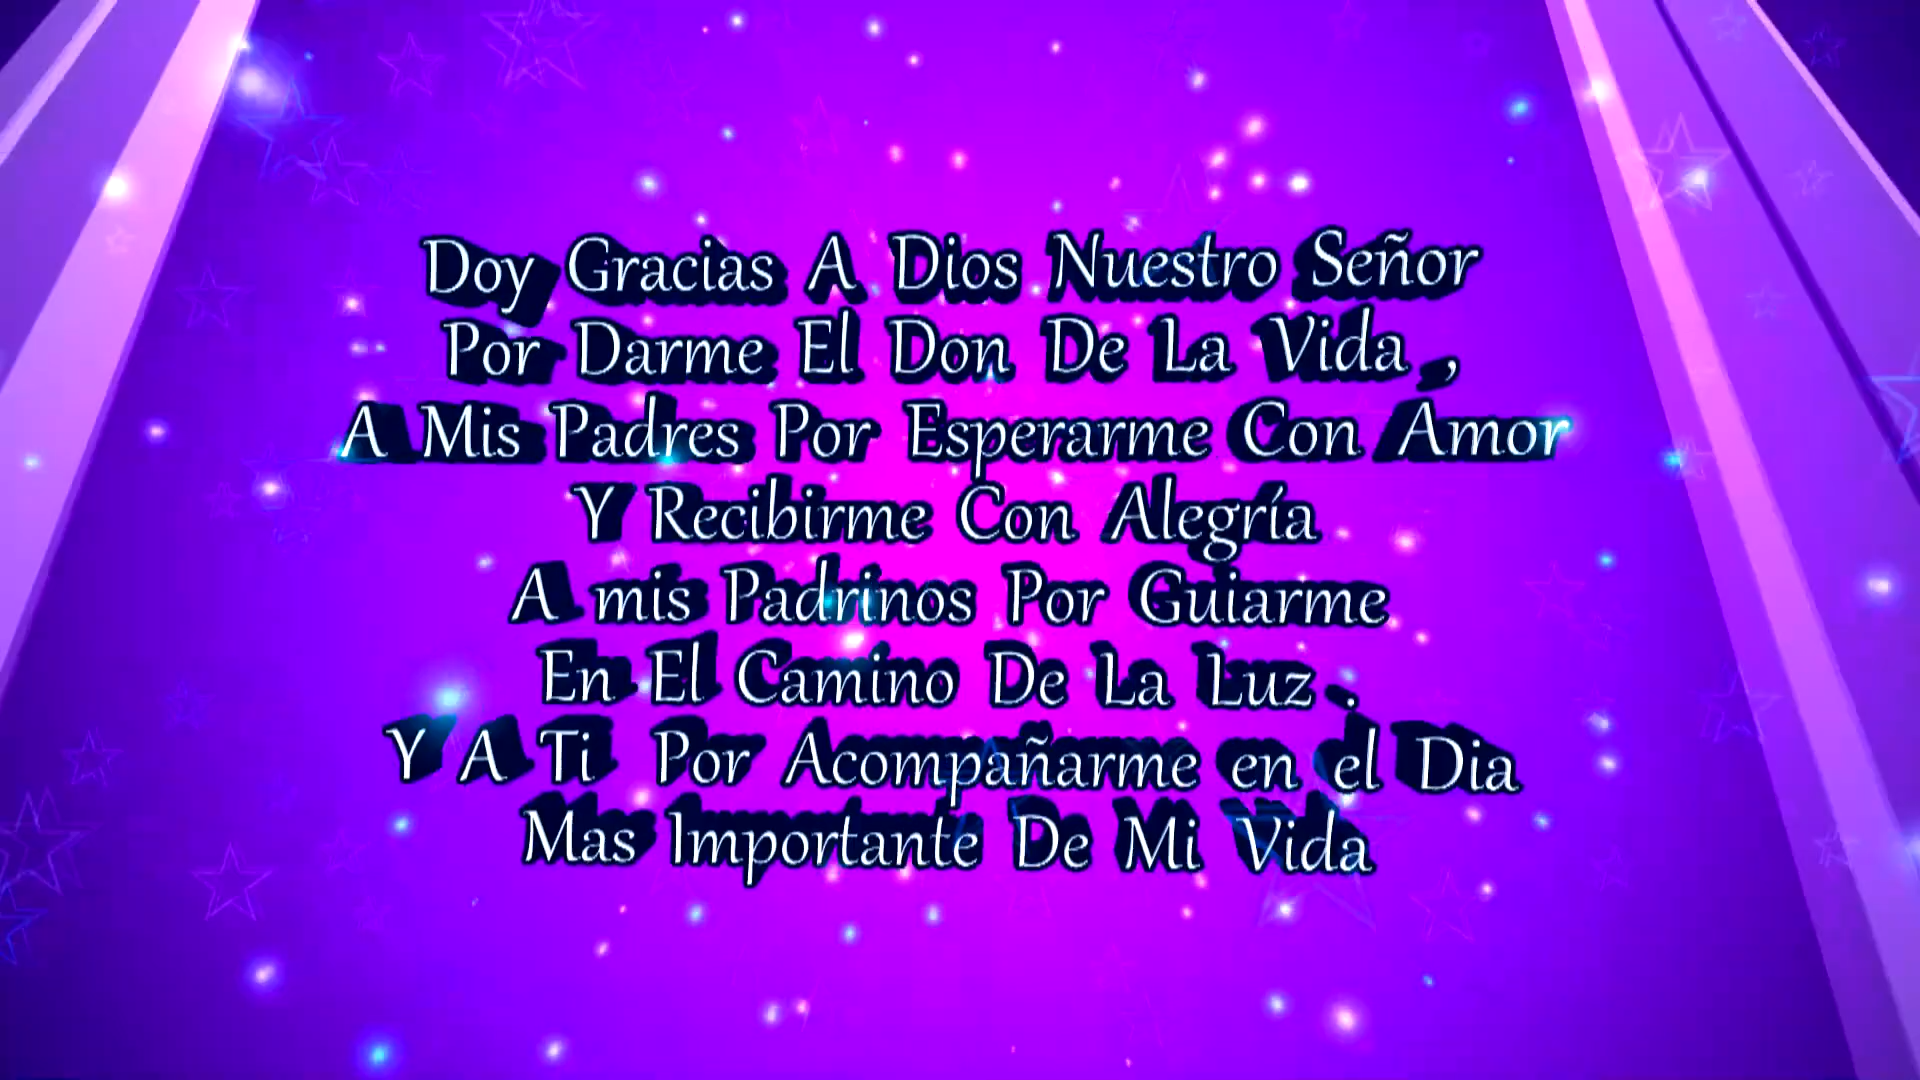 Doy Gracias A Dios Nuestro Señor
Por Darme El Don De La Vida ,
A Mis Padres Por Esperarme Con Amor
Y Recibirme Con Alegría
A mis Padrinos Por Guiarme
En El Camino De La Luz .
Y A Ti Por Acompañarme en el Dia
Mas Importante De Mi Vida